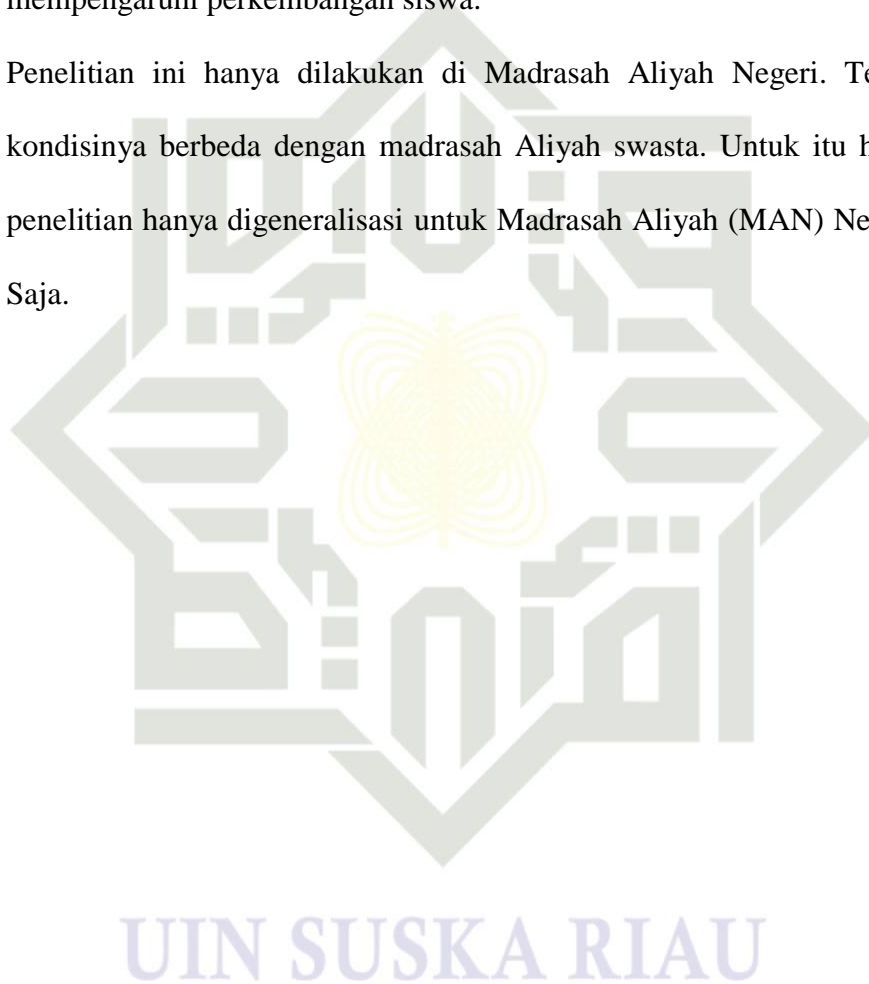 mempengaruhi perkembangan siswa.
Penelitian ini hanya dilakukan di Madrasah Aliyah Negeri. Te
kondisinya berbeda dengan madrasah Aliyah swasta. Untuk itu h
penelitian hanya digeneralisasi untuk Madrasah Aliyah (MAN) Ne
Saja.
UIN SUSKA RIAU